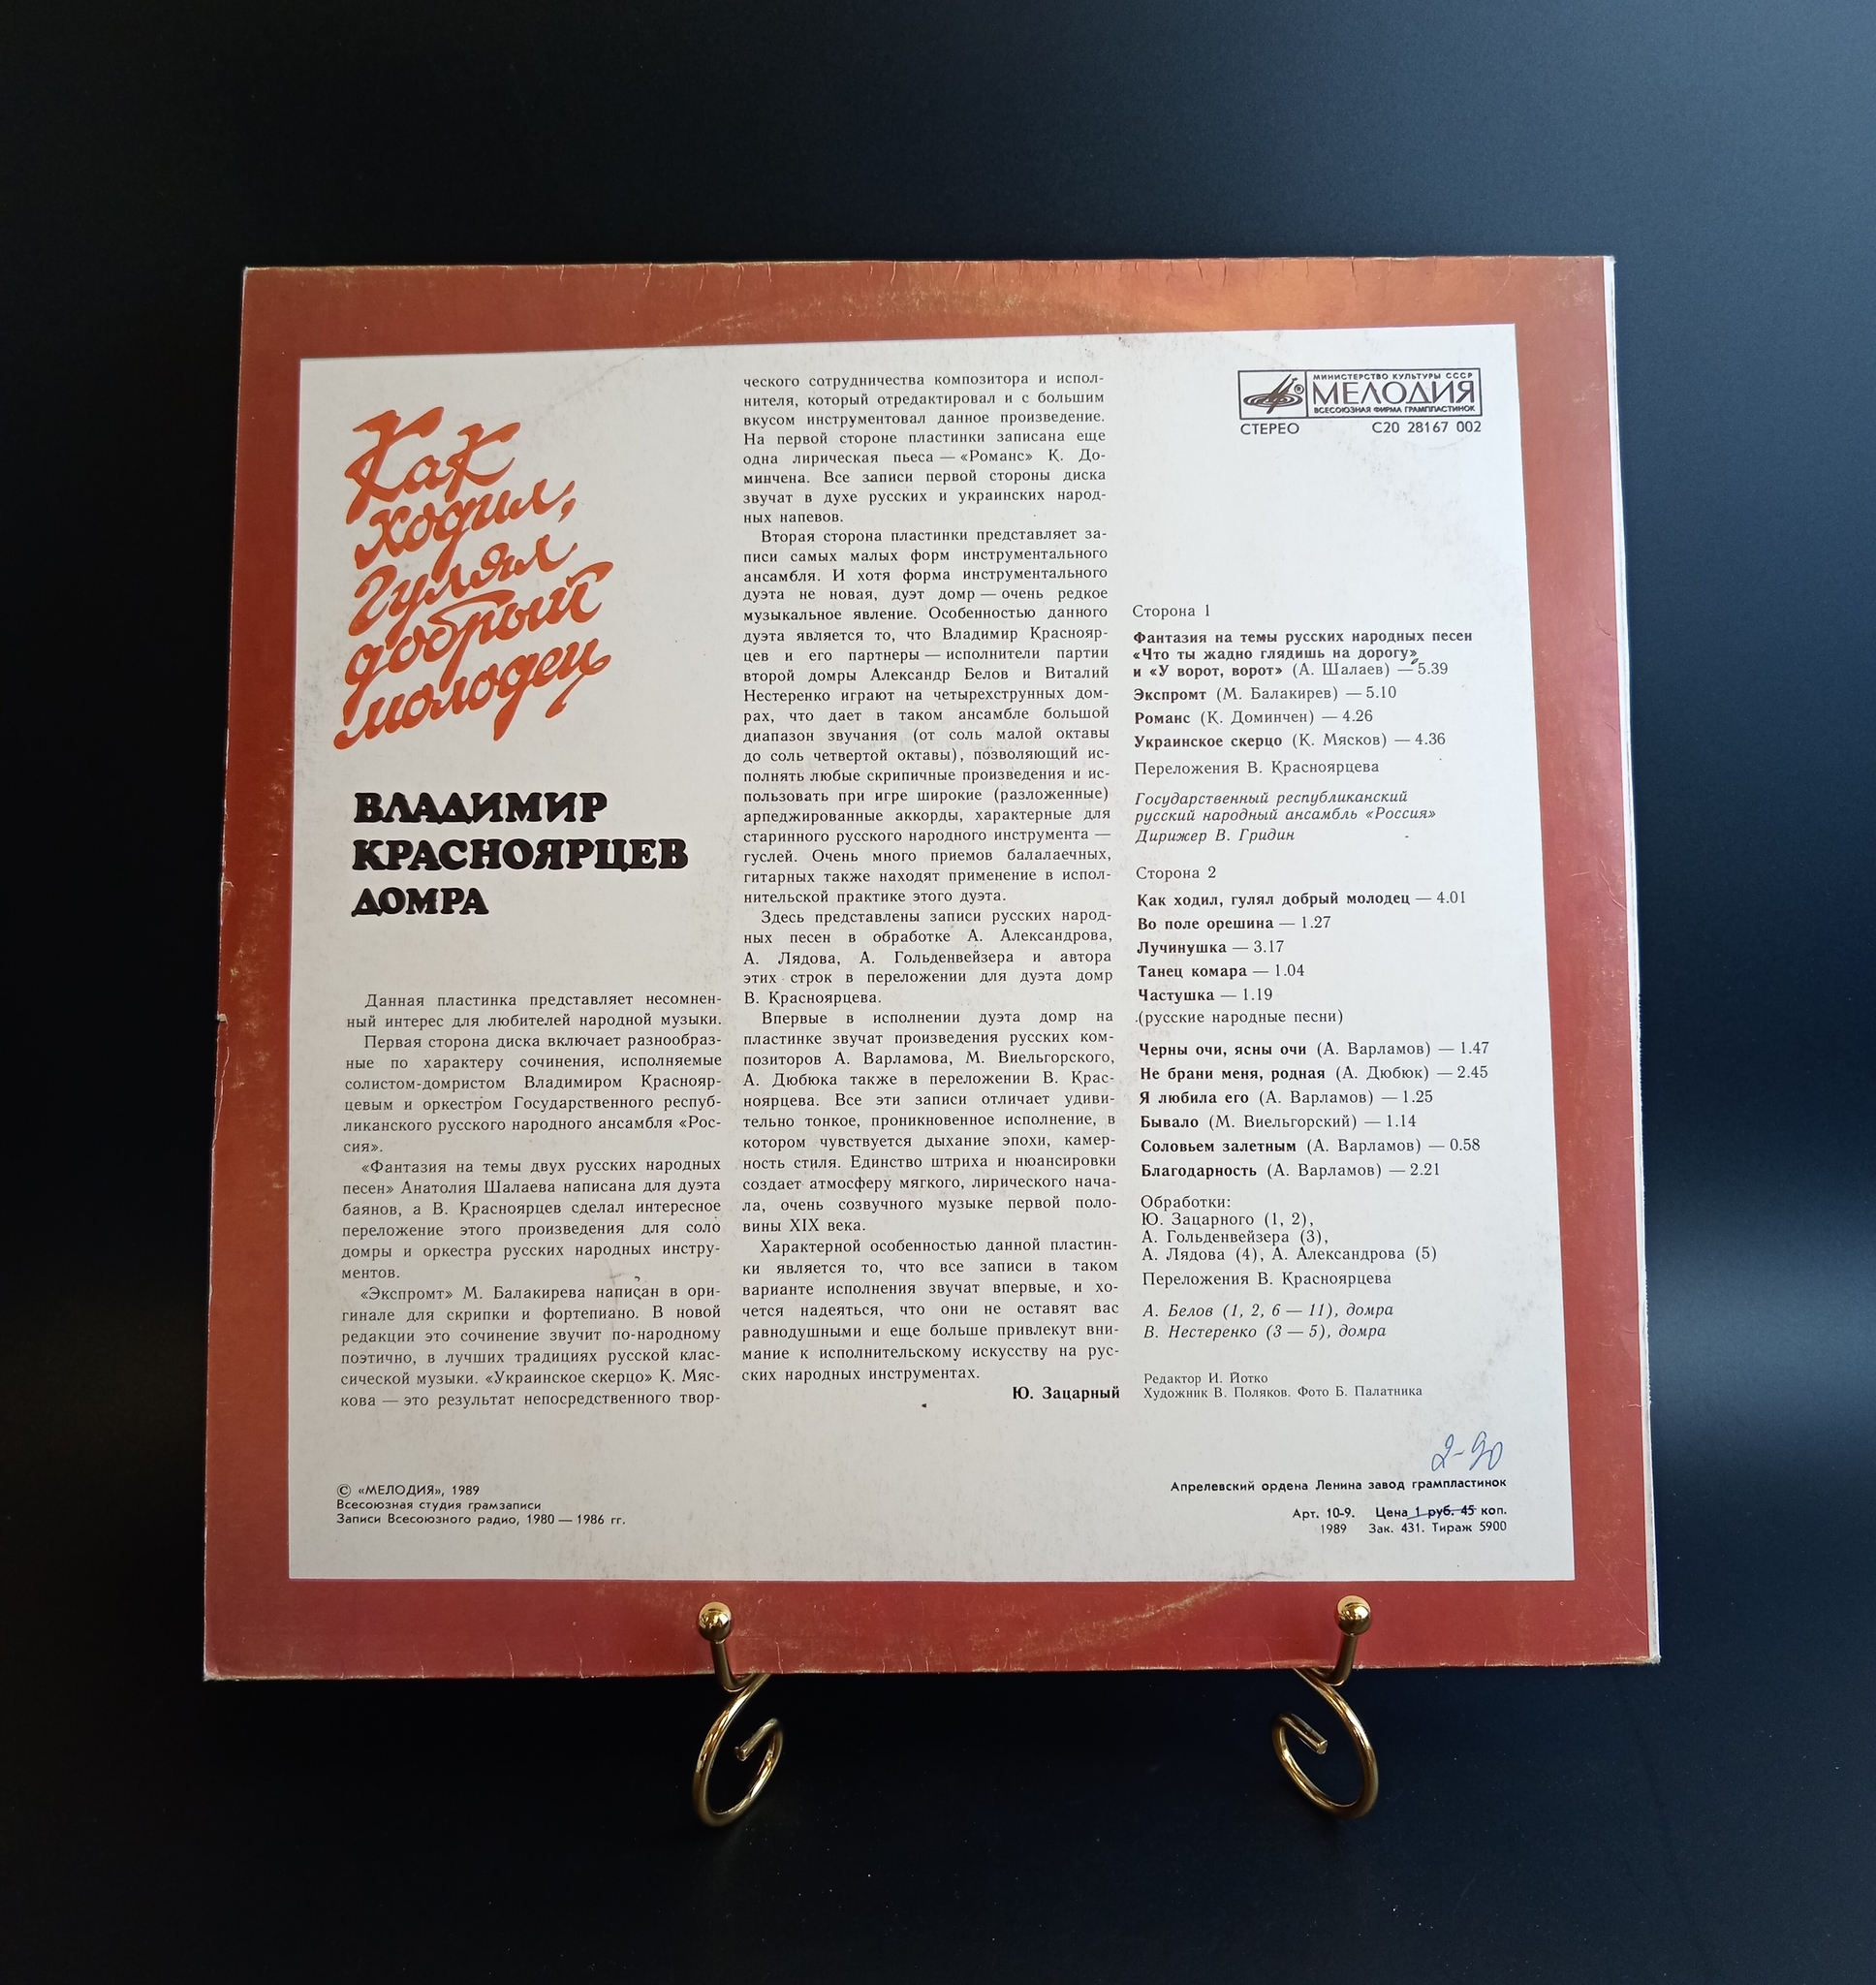 Как
ходил,
гулял
добрый
молодец
ВЛАДИМИР
КРАСНОЯРЦЕВ
ДОМРА
Данная пластинка представляет несомнен-
ный интерес для любителей народной музыки.
Первая сторона диска включает разнообраз-
ные по характеру сочинения, исполняемые
солистом-домристом Владимиром Краснояр-
цевым и оркестром Государственного респуб-
ликанского русского народного ансамбля «Рос-
сия».
«Фантазия на темы двух русских народных
песен» Анатолия Шалаева написана для дуэта
баянов, а В. Красноярцев сделал интересное
переложение этого произведения для соло
домры и оркестра русских народных инстру-
ментов.
«Экспромт» М. Балакирева написан в ори-
гинале для скрипки и фортепиано. В новой
редакции это сочинение звучит по-народному
поэтично, в лучших традициях русской клас-
сической музыки. «Украинское скерцо» К. Мяс-
кова — это результат непосредственного твор-
ческого сотрудничества композитора и испол-
нителя, который отредактировал и с большим
вкусом инструментовал данное произведение.
На первой стороне пластинки записана еще
одна лирическая пьеса — «Романс» К. До-
минчена. Все записи первой стороны диска
звучат в духе русских и украинских народ-
ных напевов.
Вторая сторона пластинки представляет за-
писи самых малых форм инструментального
ансамбля. И хотя форма инструментального
дуэта не новая, дуэт домр — очень редкое
музыкальное явление. Особенностью данного
дуэта является то, что Владимир Краснояр-
цев и его партнеры — исполнители партии
второй домры Александр Белов и Виталий
Нестеренко играют на четырехструнных дом-
рах, что дает в таком ансамбле большой
диапазон звучания (от соль малой октавы
до соль четвертой октавы), позволяющий ис-
полнять любые скрипичные произведения и ис-
пользовать при игре широкие (разложенные)
арпеджированные аккорды, характерные для
старинного русского народного инструмента —
гуслей. Очень много приемов балалаечных,
гитарных также находят применение в испол-
нительской практике этого дуэта.
Здесь представлены записи русских народ-
ных песен в обработке А. Александрова,
А. Лядова, А. Гольденвейзера и автора
этих строк в переложении для дуэта домр
В. Красноярцева.
Впервые в исполнении дуэта домр на
пластинке звучат произведения русских ком-
позиторов А. Варламова, М. Виельгорского,
А. Дюбюка также в переложении В. Крас-
ноярцева. Все эти записи отличает удиви-
тельно тонкое, проникновенное исполнение, в
котором чувствуется дыхание эпохи, камер-
ность стиля. Единство штриха и нюансировки
создает атмосферу мягкого, лирического нача-
ла, очень созвучного музыке первой поло-
вины XIX века.
Характерной особенностью данной пластин-
ки является то, что все записи в таком
варианте исполнения звучат впервые, и хо-
чется надеяться, что они не оставят вас
равнодушными и еще больше привлекут вни-
мание к исполнительскому искусству на рус-
ских народных инструментах.
Ю. Зацарный
МИНИСТЕРСТВО КУЛЬТУРЫ СССР
МЕЛОДИЯ
ВСЕСОЮЗНАЯ ФИРМА ГРАМПЛАСТИНОК
СТЕРЕО С20 28167 002
Сторона 1
Фантазия на темы русских народных песен
«Что ты жадно глядишь на дорогу»
и «У ворот, ворот» (А. Шалаев) — 5.39
Экспромт (М. Балакирев) — 5.10
Романс (К. Доминчен) — 4.26
Украинское скерцо (К. Мясков) — 4.36
Переложения В. Красноярцева
Государственный республиканский
русский народный ансамбль «Россия»
Дирижер В. Гридин
Сторона 2
Как ходил, гулял добрый молодец — 4.01
Во поле орешина — 1.27
Лучинушка — 3.17
Танец комара — 1.04
Частушка — 1.19
(русские народные песни)
Черны очи, ясны очи (А. Варламов) — 1.47
Не брани меня, родная (А. Дюбюк) — 2.45
Я любила его (А. Варламов) — 1.25
Бывало (М. Виельгорский) — 1.14
Соловьем залетным (А. Варламов) — 0.58
Благодарность (А. Варламов) — 2.21
Обработки:
Ю. Зацарного (1, 2),
А. Гольденвейзера (3),
А. Лядова (4), А. Александрова (5)
Переложения В. Красноярцева
А. Белов (1, 2, 6 — 11), домра
В. Нестеренко (3 — 5), домра
Редактор И. Йотко
Художник В. Поляков. Фото Б. Палатника
2-90
© «МЕЛОДИЯ», 1989
Всесоюзная студия грамзаписи
Записи Всесоюзного радио, 1980 — 1986 гг.
Апрелевский ордена Ленина завод грампластинок
Арт. 10-9. Цена 1 руб. 45 коп.
1989 Зак. 431. Тираж 5900